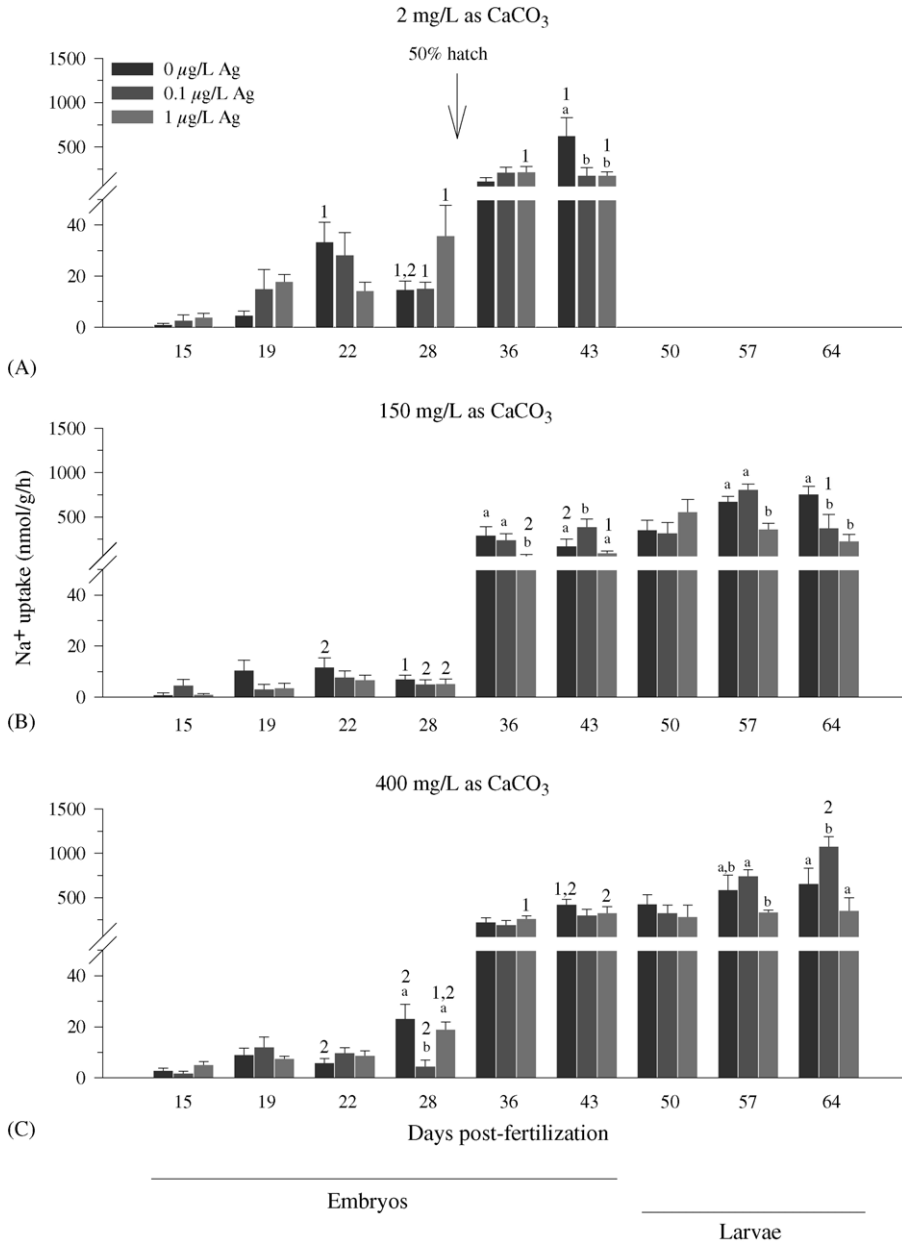 2 mg/L as CaCO₃
50% hatch
0 µg/L Ag
0.1 µg/L Ag
1 µg/L Ag
1500
1000
500
40
20
0
1
1,2 1
1
1
1
a
b
1
b
15 19 22 28 36 43 50 57 64
(A)
150 mg/L as CaCO₃
1500
1000
500
40
20
0
2
1 2 2
a a
2
b
2
a
b
1
a
a a b
a
1
b
b
15 19 22 28 36 43 50 57 64
(B)
Na⁺ uptake (nmol/g/h)
400 mg/L as CaCO₃
1500
1000
500
40
20
0
2
2
a
2
b
1,2
a
1
1,2 2
a,b a b
a
2
b
a
15 19 22 28 36 43 50 57 64
(C)
Days post-fertilization
Embryos
Larvae